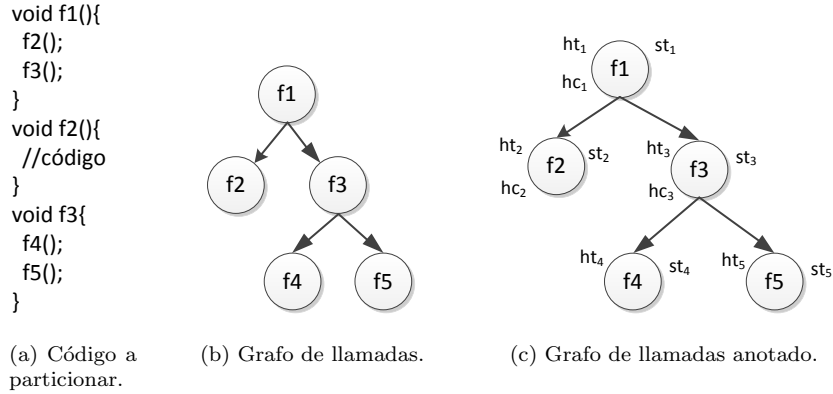 void f1(){
f2();
f3();
}
void f2(){
//código
}
void f3{
f4();
f5();
}
(a) Código a
particionar.
f1
f2
f3
f4
f5
(b) Grafo de llamadas.
ht1
st1
f1
hc1
ht2
st2
f2
hc2
ht3
st3
f3
hc3
ht4
st4
f4
ht5
st5
f5
(c) Grafo de llamadas anotado.